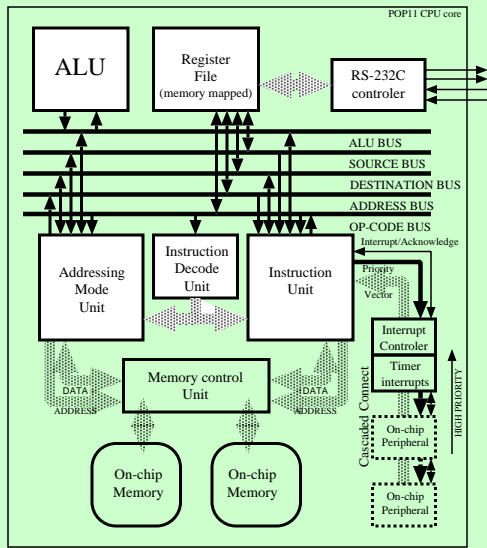 POP11 CPU core
ALU
Register
File
(memory mapped)
RS-232C
controler
ALU BUS
SOURCE BUS
DESTINATION BUS
ADDRESS BUS
OP-CODE BUS
Interrupt/Acknowledge
Addressing
Mode
Unit
Instruction
Decode
Unit
Instruction
Unit
Priority
Vector
Interrupt
Controler
Timer
interrupts
DATA
ADDRESS
Memory control
Unit
DATA
ADDRESS
Cascaded Connect
HIGH PRIORITY
On-chip
Peripheral
On-chip
Memory
On-chip
Memory
On-chip
Peripheral